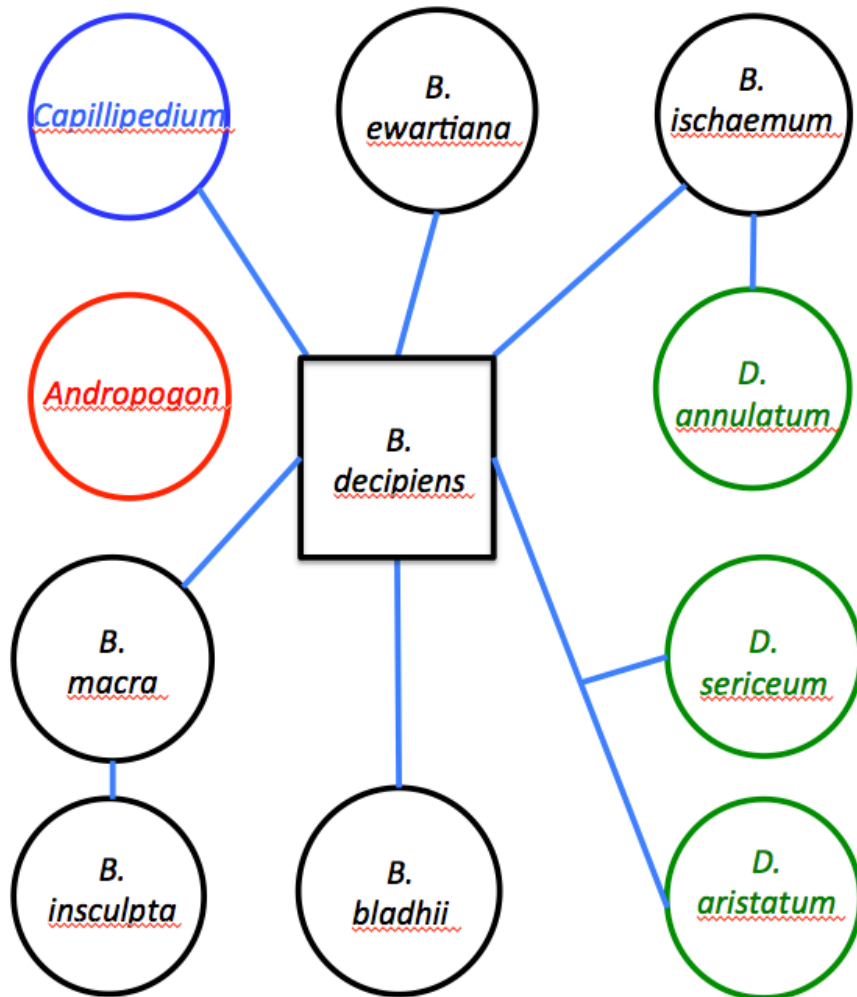 Capillipedium
B.
ewartiana
B.
ischaemum
Andropogon
B.
decipiens
D.
annulatum
B.
macra
D.
sericeum
B.
insculpta
B.
bladhii
D.
aristatum